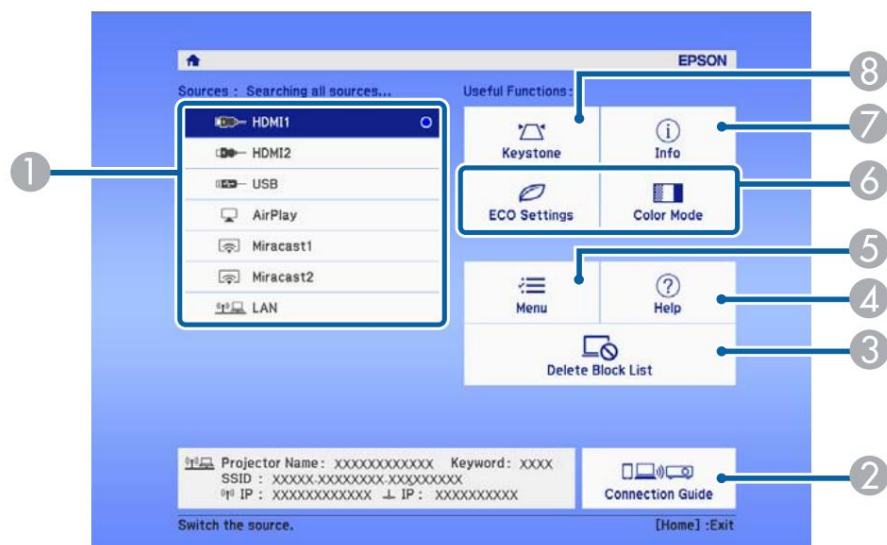 EPSON
Sources : Searching all sources...
Useful Functions :
HDMI1
HDMI2
USB
AirPlay
Miracast1
Miracast2
LAN
Keystone
Info
ECO Settings
Color Mode
Menu
Help
Delete Block List
Projector Name : XXXXXXXXXXXX Keyword : XXXX
SSID : XXXXX-XXXXXXXX-XXXXXXXXX
IP : XXXXXXXXXXXX IP : XXXXXXXXXX
Connection Guide
Switch the source.
[Home] :Exit
1
8
7
6
5
4
3
2